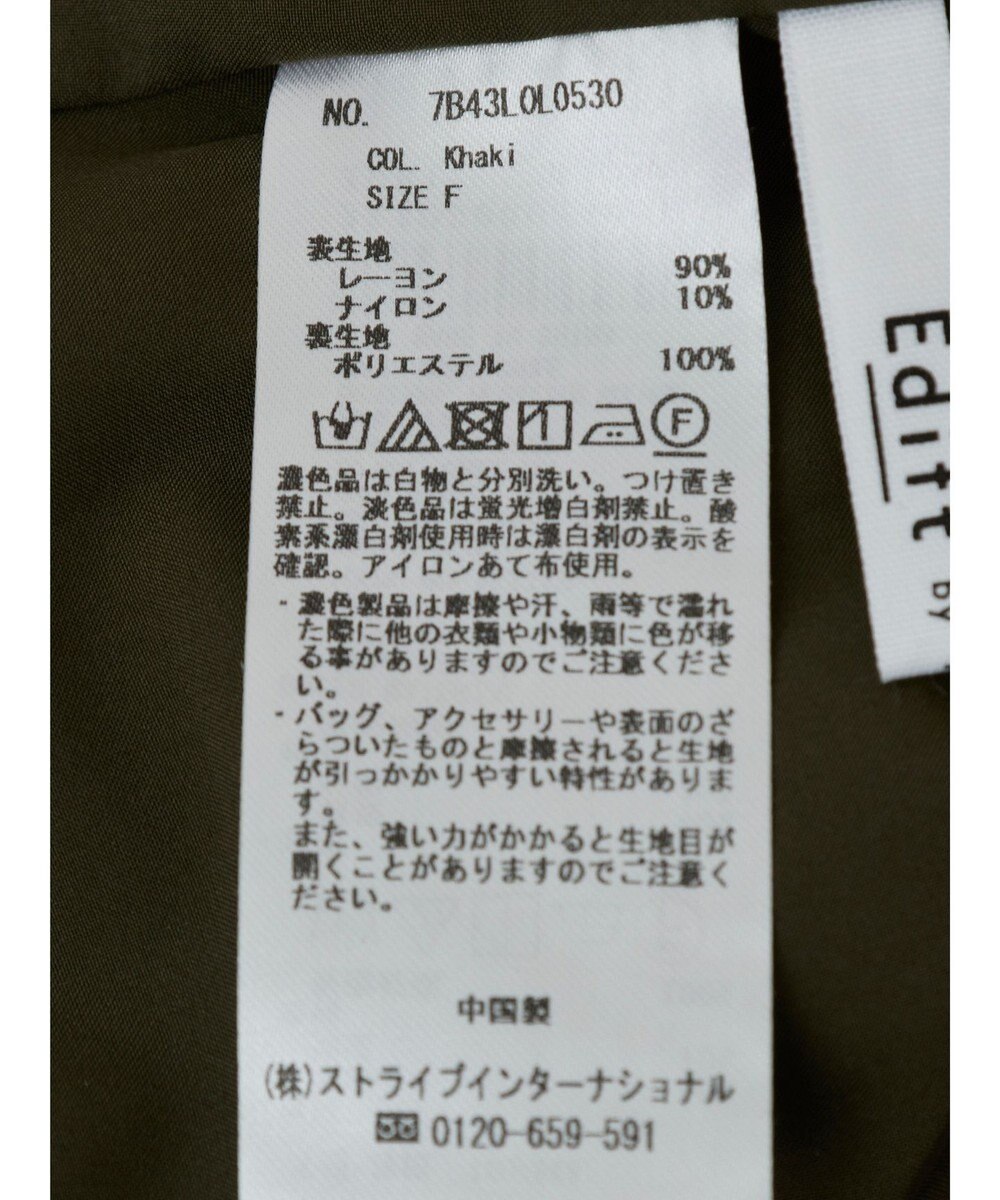 NO. 7B43L0L0530
COL. Khaki
SIZE F
表生地
レーヨン 90%
ナイロン 10%
裏生地
ポリエステル 100%
F
濃色品は白物と分別洗い。つけ置き
禁止。淡色品は蛍光増白剤禁止。酸
素系漂白剤使用時は漂白剤の表示を
確認。アイロンあて布使用。
・濃色製品は摩擦や汗、雨等で濡れ
た際に他の衣類や小物類に色が移
る事がありますのでご注意くださ
い。
・バッグ、アクセサリーや表面のざ
らついたものと摩擦されると生地
が引っかかりやすい特性がありま
す。
また、強い力がかかると生地目が
開くことがありますのでご注意く
ださい。
中国製
(株)ストライプインターナショナル
0120-659-591
Editt
by